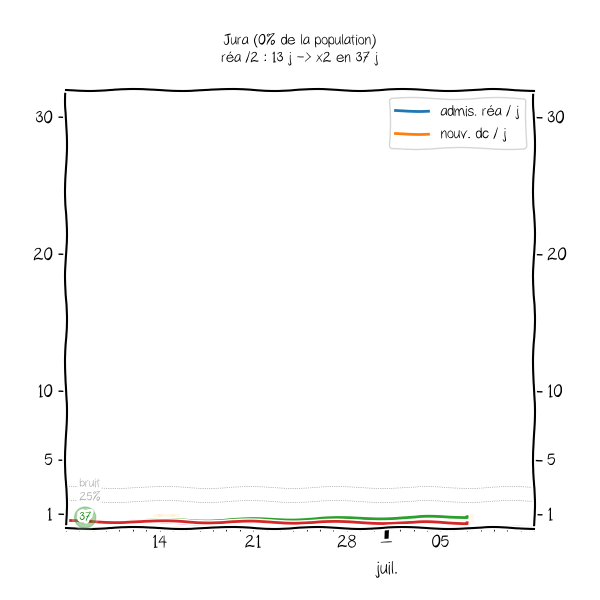 Jura (0% de la population)
réa /2 : 13 j -> x2 en 37 j
admis. réa / j
nouv. dc / j
30 30
20 20
10 10
5 5
bruit
25%
1 37 1
14 21 28 1 05
juil.